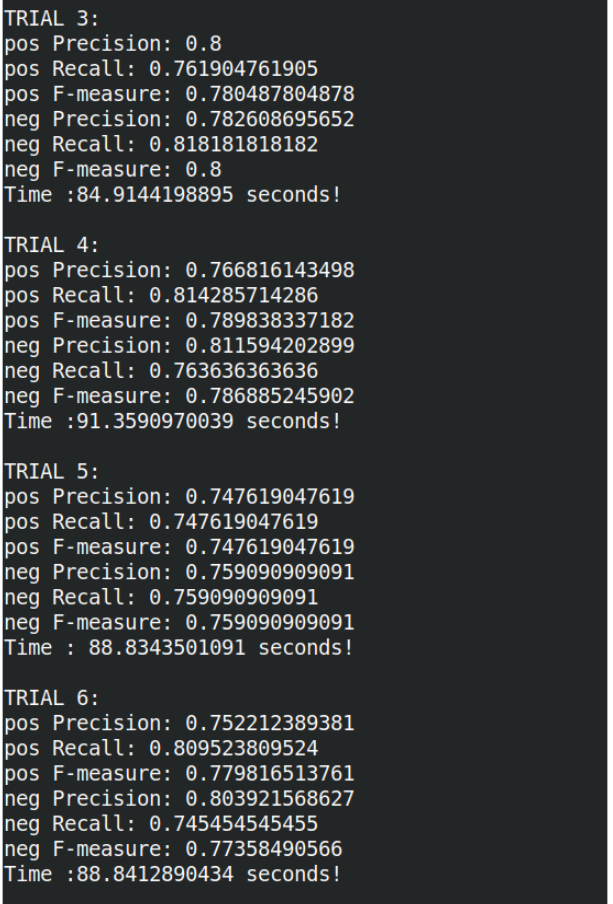 TRIAL 3:
pos Precision: 0.8
pos Recall: 0.761904761905
pos F-measure: 0.780487804878
neg Precision: 0.782608695652
neg Recall: 0.818181818182
neg F-measure: 0.8
Time :84.9144198895 seconds!

TRIAL 4:
pos Precision: 0.766816143498
pos Recall: 0.814285714286
pos F-measure: 0.789838337182
neg Precision: 0.811594202899
neg Recall: 0.763636363636
neg F-measure: 0.786885245902
Time :91.3590970039 seconds!

TRIAL 5:
pos Precision: 0.747619047619
pos Recall: 0.747619047619
pos F-measure: 0.747619047619
neg Precision: 0.759090909091
neg Recall: 0.759090909091
neg F-measure: 0.759090909091
Time : 88.8343501091 seconds!

TRIAL 6:
pos Precision: 0.752212389381
pos Recall: 0.809523809524
pos F-measure: 0.779816513761
neg Precision: 0.803921568627
neg Recall: 0.745454545455
neg F-measure: 0.77358490566
Time :88.8412890434 seconds!